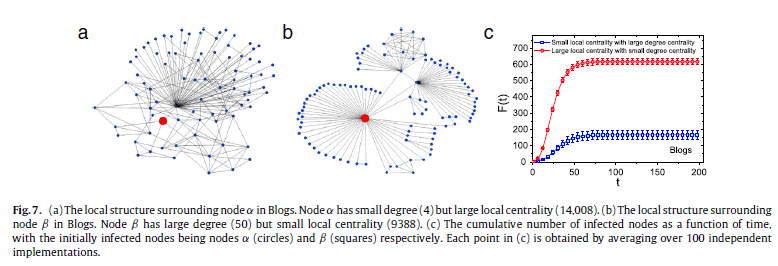 a
b
c
Small local centrality with large degree centrality
Large local centrality with small degree centrality
700
600
500
400
300
200
100
0
F(t)
Blogs
0 25 50 75 100 125 150 175 200
t
Fig. 7. (a) The local structure surrounding node α in Blogs. Node α has small degree (4) but large local centrality (14,008). (b) The local structure surrounding
node β in Blogs. Node β has large degree (50) but small local centrality (9388). (c) The cumulative number of infected nodes as a function of time,
with the initially infected nodes being nodes α (circles) and β (squares) respectively. Each point in (c) is obtained by averaging over 100 independent
implementations.